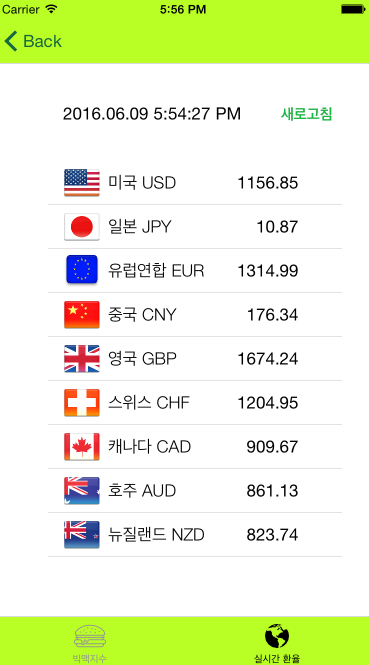 Carrier 5:56 PM
Back
2016.06.09 5:54:27 PM 새로고침
미국 USD 1156.85
일본 JPY 10.87
유럽연합 EUR 1314.99
중국 CNY 176.34
영국 GBP 1674.24
스위스 CHF 1204.95
캐나다 CAD 909.67
호주 AUD 861.13
뉴질랜드 NZD 823.74
빅맥지수 실시간 환율